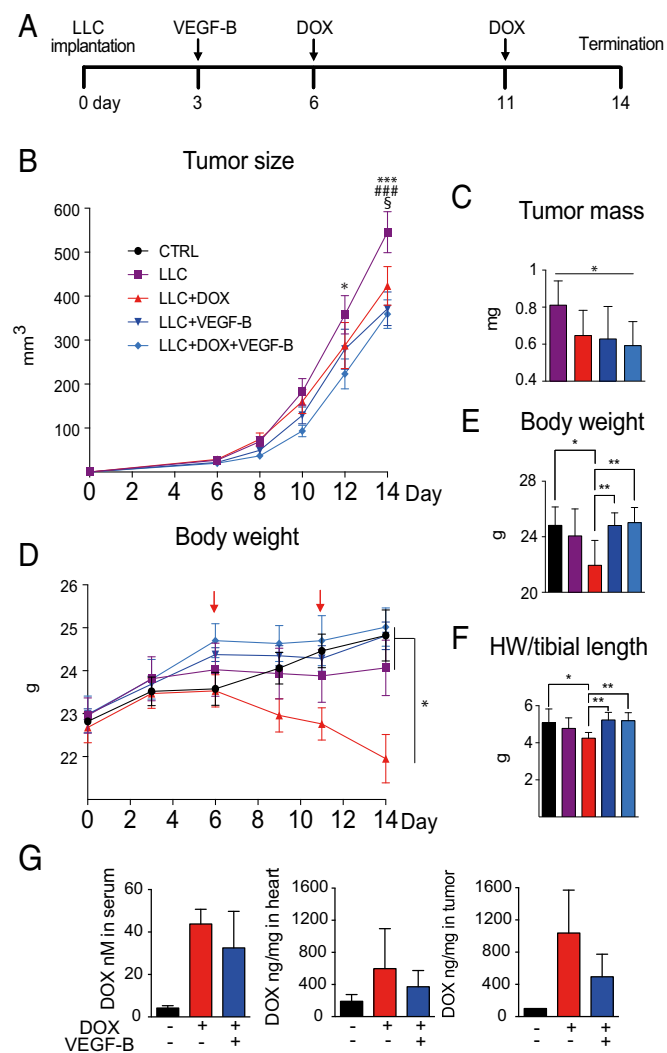 A
LLC implantation
VEGF-B
DOX
DOX
Termination
0 day
3
6
11
14
B
Tumor size
***
###
§
*
600
500
400
300
200
100
mm³
CTRL
LLC
LLC+DOX
LLC+VEGF-B
LLC+DOX+VEGF-B
0 2 4 6 8 10 12 14 Day
C
Tumor mass
*
1
0.8
0.6
0.4
mg
D
Body weight
26
25
24
23
22
g
*
0 2 4 6 8 10 12 14 Day
E
Body weight
*
**
**
28
24
20
g
F
HW/tibial length
*
**
**
6
4
2
g
G
DOX nM in serum
60
40
20
0
DOX - + +
VEGF-B +
DOX ng/mg in heart
1600
1200
800
400
0
- + +
+
DOX ng/mg in tumor
1600
1200
800
400
0
- + +
+